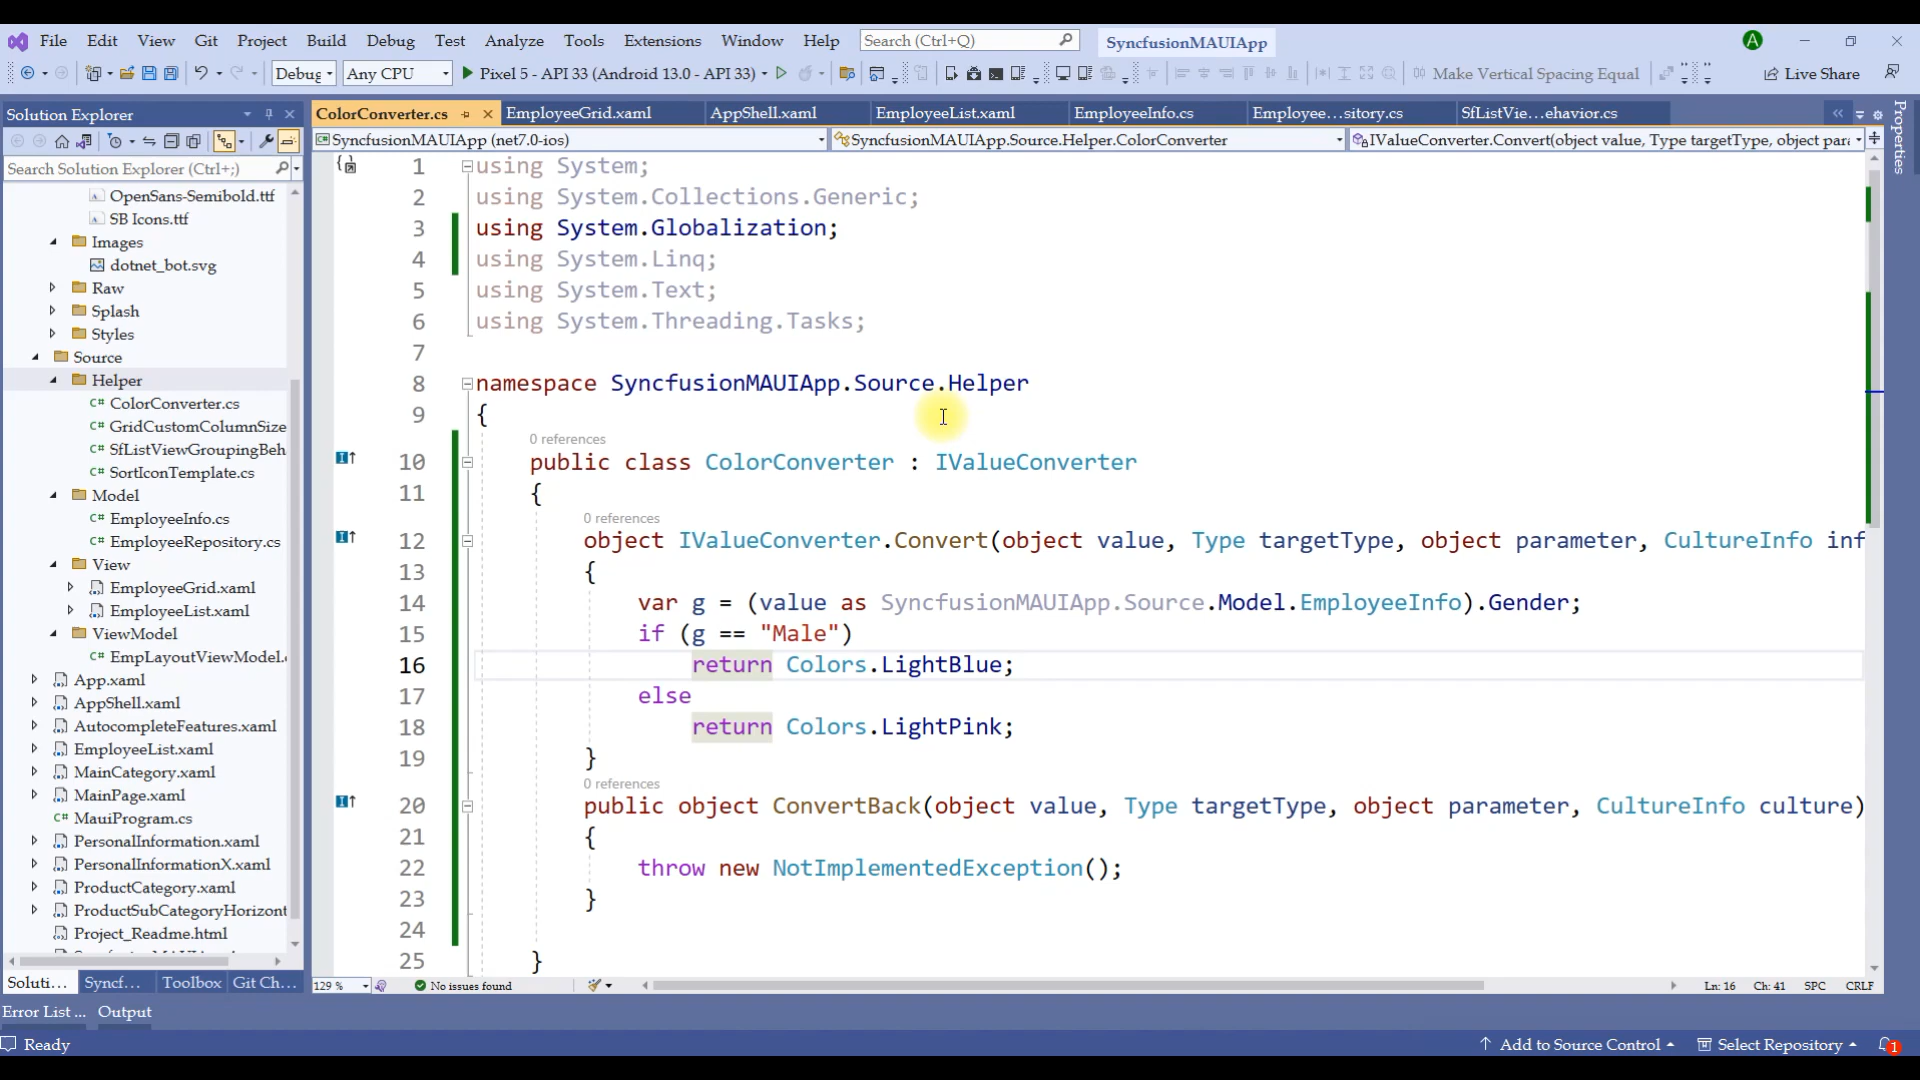 File Edit View Git Project Build Debug Test Analyze Tools Extensions Window Help Search (Ctrl+Q) SyncfusionMAUIApp A
Debug Any CPU Pixel 5 - API 33 (Android 13.0 - API 33) Make Vertical Spacing Equal Live Share
Solution Explorer
Search Solution Explorer (Ctrl+;)
OpenSans-Semibold.ttf
SB Icons.ttf
Images
dotnet_bot.svg
Raw
Splash
Styles
Source
Helper
ColorConverter.cs
GridCustomColumnSize
SfListViewGroupingBeh
SortIconTemplate.cs
Model
EmployeeInfo.cs
EmployeeRepository.cs
View
EmployeeGrid.xaml
EmployeeList.xaml
ViewModel
EmpLayoutViewModel.
App.xaml
AppShell.xaml
AutocompleteFeatures.xaml
EmployeeList.xaml
MainCategory.xaml
MainPage.xaml
MauiProgram.cs
PersonalInformation.xaml
PersonalInformationX.xaml
ProductCategory.xaml
ProductSubCategoryHorizont
Project_Readme.html
Soluti... Syncf... Toolbox Git Ch...
ColorConverter.cs EmployeeGrid.xaml AppShell.xaml EmployeeList.xaml EmployeeInfo.cs Employee...sitory.cs SfListVie...ehavior.cs
SyncfusionMAUIApp (net7.0-ios) SyncfusionMAUIApp.Source.Helper.ColorConverter IValueConverter.Convert(object value, Type targetType, object para
Properties
1 using System;
2 using System.Collections.Generic;
3 using System.Globalization;
4 using System.Linq;
5 using System.Text;
6 using System.Threading.Tasks;
7
8 namespace SyncfusionMAUIApp.Source.Helper
9 {
0 references
10 public class ColorConverter : IValueConverter
11 {
0 references
12 object IValueConverter.Convert(object value, Type targetType, object parameter, CultureInfo inf
13 {
14 var g = (value as SyncfusionMAUIApp.Source.Model.EmployeeInfo).Gender;
15 if (g == "Male")
16 return Colors.LightBlue;
17 else
18 return Colors.LightPink;
19 }
0 references
20 public object ConvertBack(object value, Type targetType, object parameter, CultureInfo culture)
21 {
22 throw new NotImplementedException();
23 }
24
25 }
129 % No issues found Ln: 16 Ch: 41 SPC CRLF
Error List ... Output
Ready Add to Source Control Select Repository 1